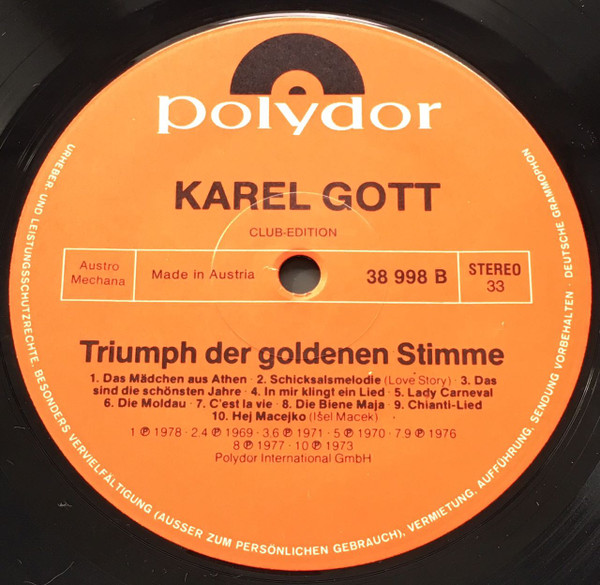 polydor
KAREL GOTT
CLUB-EDITION
Austro
Mechana
Made in Austria
38 998 B
STEREO
33
Triumph der goldenen Stimme
1. Das Mädchen aus Athen · 2. Schicksalsmelodie (Love Story) · 3. Das
sind die schönsten Jahre · 4. In mir klingt ein Lied · 5. Lady Carneval
6. Die Moldau · 7. C'est la vie · 8. Die Biene Maja · 9. Chianti-Lied
10. Hej Macejko (Išel Macek)
1 ℗ 1978 · 2.4 ℗ 1969 · 3.6 ℗ 1971 · 5 ℗ 1970 · 7.9 ℗ 1976
8 ℗ 1977 · 10 ℗ 1973
Polydor International GmbH
URHEBER- UND LEISTUNGSSCHUTZRECHTE, BESONDERS VERVIELFÄLTIGUNG (AUSSER ZUM PERSÖNLICHEN GEBRAUCH), VERMIETUNG, AUFFÜHRUNG, SENDUNG VORBEHALTEN · DEUTSCHE GRAMMOPHON